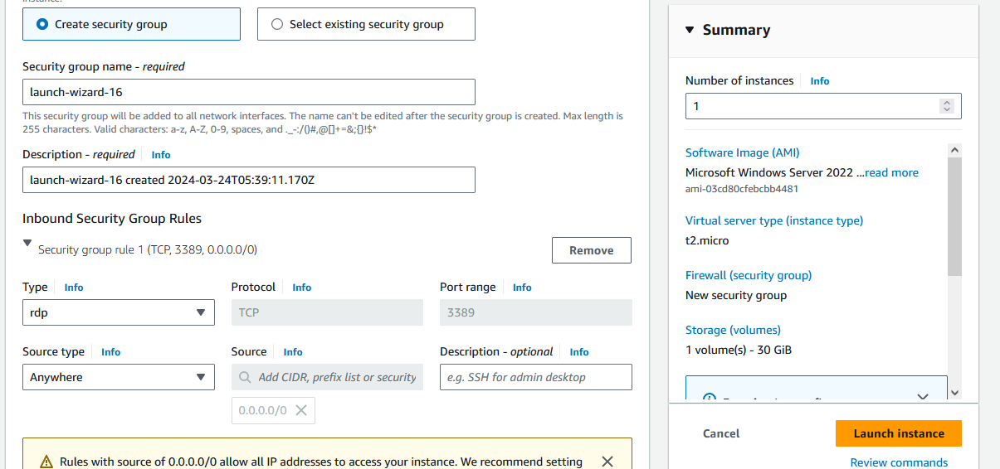 Create security group
Select existing security group
Security group name - required
launch-wizard-16
This security group will be added to all network interfaces. The name can't be edited after the security group is created. Max length is
255 characters. Valid characters: a-z, A-Z, 0-9, spaces, and ._-:/()#,@[]+=&;{}!$*
Description - required Info
launch-wizard-16 created 2024-03-24T05:39:11.170Z
Inbound Security Group Rules
Security group rule 1 (TCP, 3389, 0.0.0.0/0)
Remove
Type Info
Protocol Info
Port range Info
rdp
TCP
3389
Source type Info
Source Info
Description - optional Info
Anywhere
Add CIDR, prefix list or security
e.g. SSH for admin desktop
0.0.0.0/0
Rules with source of 0.0.0.0/0 allow all IP addresses to access your instance. We recommend setting
Summary
Number of instances Info
1
Software Image (AMI)
Microsoft Windows Server 2022 ...read more
ami-03cd80cfebcbb4481
Virtual server type (instance type)
t2.micro
Firewall (security group)
New security group
Storage (volumes)
1 volume(s) - 30 GiB
Cancel
Launch instance
Review commands